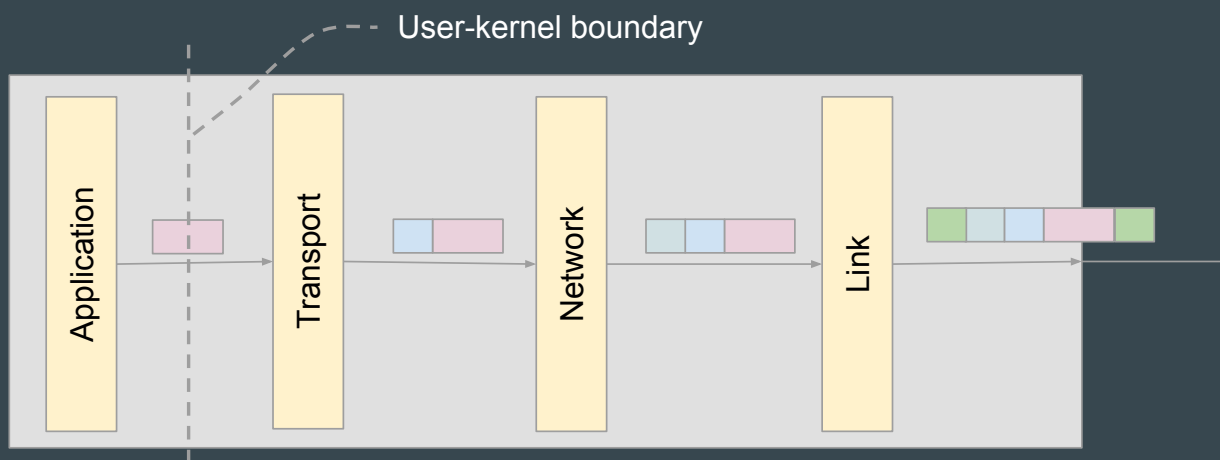 User-kernel boundary
Application
Transport
Network
Link